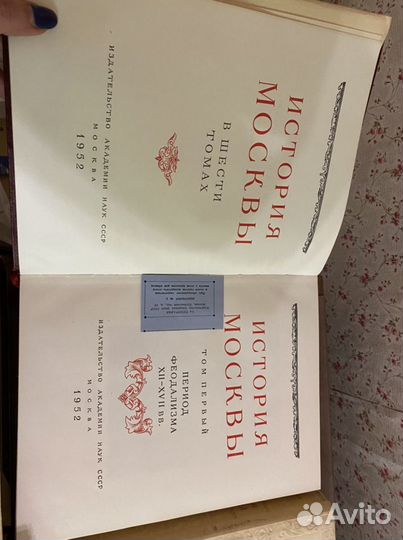 ИСТОРИЯ
МОСКВЫ
В ШЕСТИ
ТОМАХ
ИЗДАТЕЛЬСТВО АКАДЕМИИ НАУК СССР
МОСКВА
1952
ИСТОРИЯ
МОСКВЫ
ТОМ ПЕРВЫЙ
ПЕРИОД
ФЕОДАЛИЗМА
XII–XVII ВВ.
ИЗДАТЕЛЬСТВО АКАДЕМИИ НАУК СССР
МОСКВА
1952
Avito